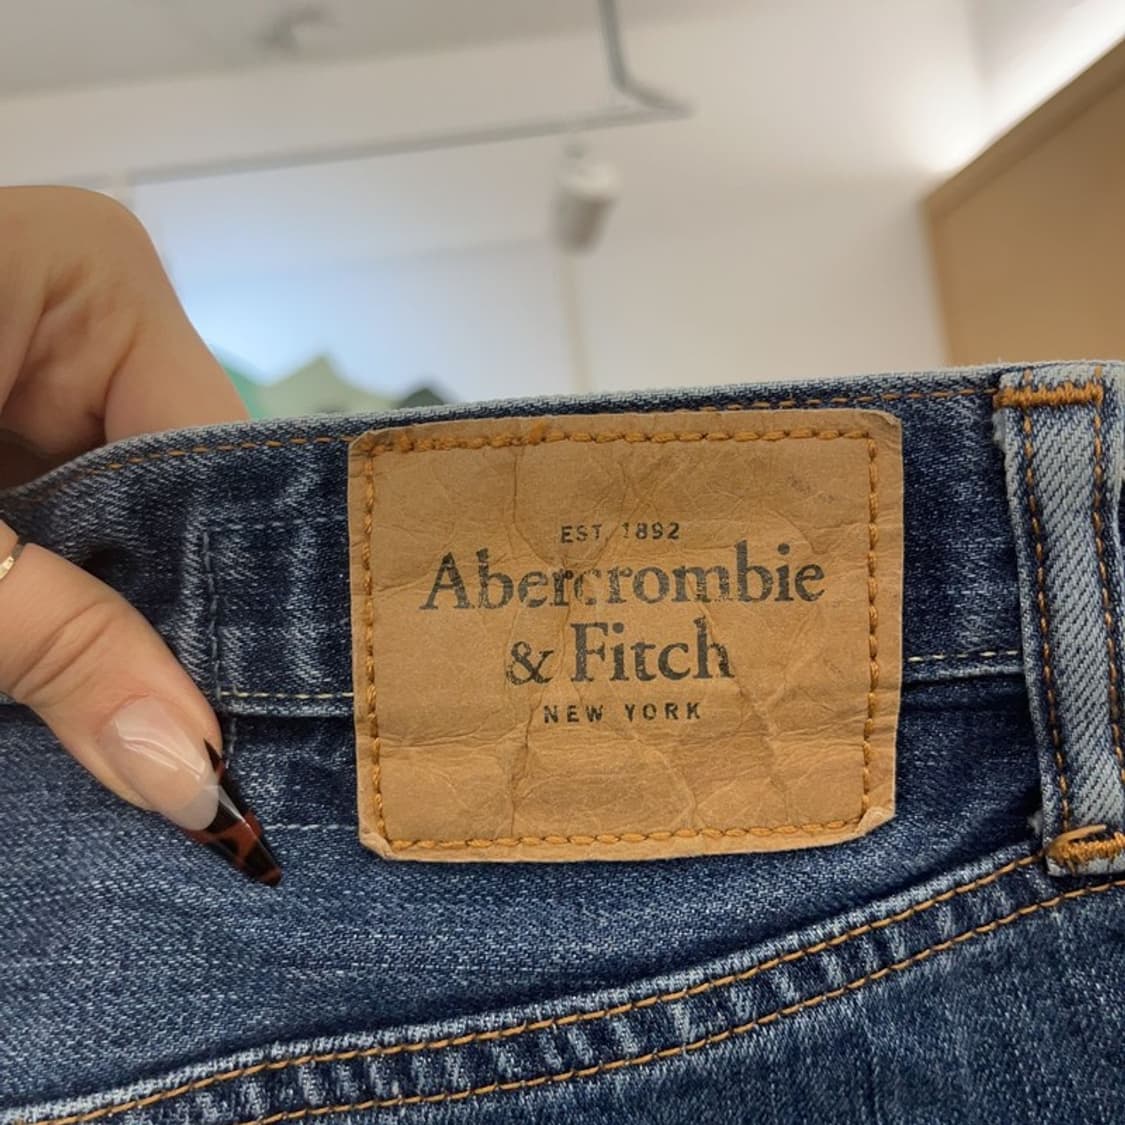 EST. 1892
Abercrombie
& Fitch
NEW YORK